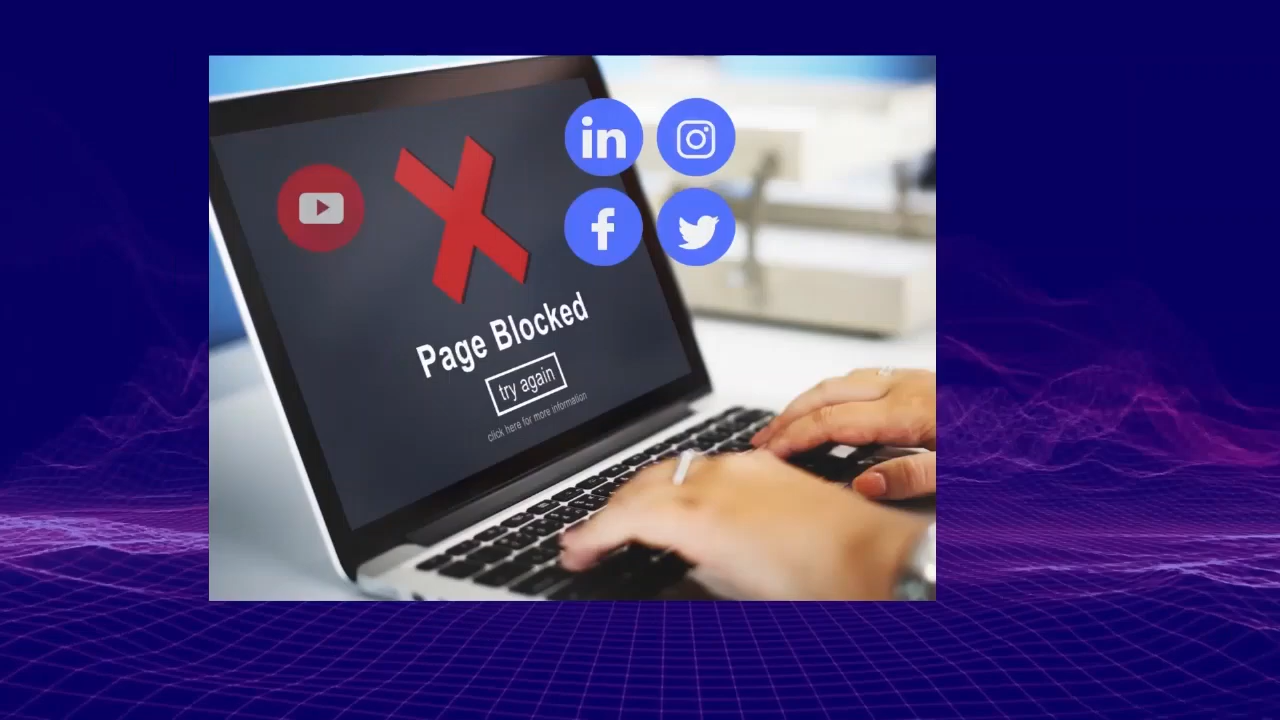 in
f
Page Blocked
try again
click here for more information